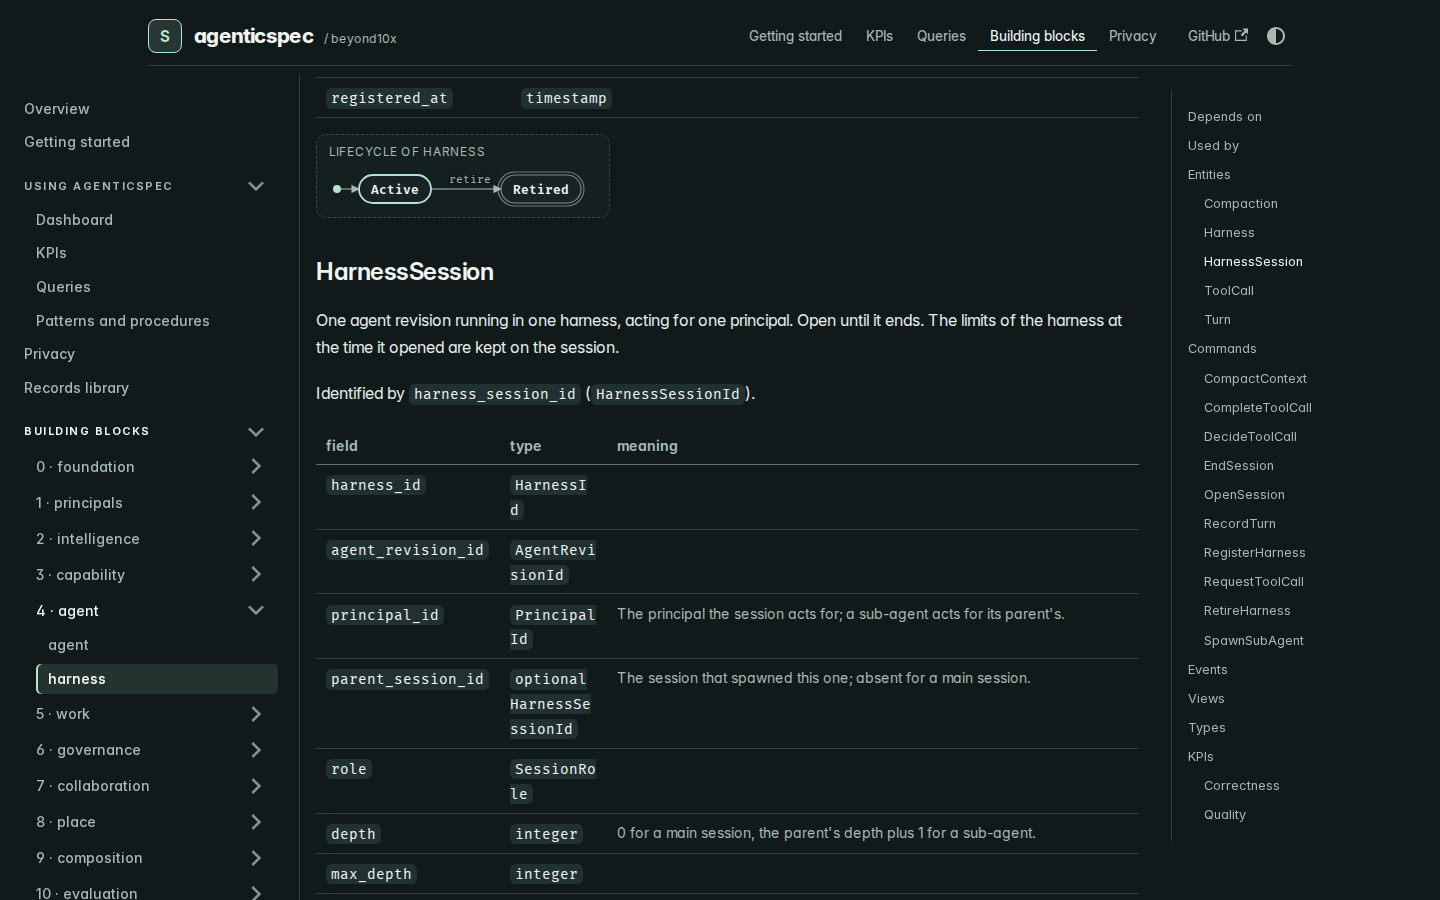 S agenticspec / beyond10x
Getting started KPIs Queries Building blocks Privacy GitHub
Overview
Getting started
USING AGENTICSPEC
Dashboard
KPIs
Queries
Patterns and procedures
Privacy
Records library
BUILDING BLOCKS
0 · foundation
1 · principals
2 · intelligence
3 · capability
4 · agent
agent
harness
5 · work
6 · governance
7 · collaboration
8 · place
9 · composition
10 · evaluation
registered_at timestamp
LIFECYCLE OF HARNESS
Active retire Retired
HarnessSession
One agent revision running in one harness, acting for one principal. Open until it ends. The limits of the harness at
the time it opened are kept on the session.
Identified by harness_session_id (HarnessSessionId).
field type meaning
harness_id HarnessI
d
agent_revision_id AgentRevi
sionId
principal_id Principal The principal the session acts for; a sub-agent acts for its parent's.
Id
parent_session_id optional The session that spawned this one; absent for a main session.
HarnessSe
ssionId
role SessionRo
le
depth integer 0 for a main session, the parent's depth plus 1 for a sub-agent.
max_depth integer
Depends on
Used by
Entities
Compaction
Harness
HarnessSession
ToolCall
Turn
Commands
CompactContext
CompleteToolCall
DecideToolCall
EndSession
OpenSession
RecordTurn
RegisterHarness
RequestToolCall
RetireHarness
SpawnSubAgent
Events
Views
Types
KPIs
Correctness
Quality